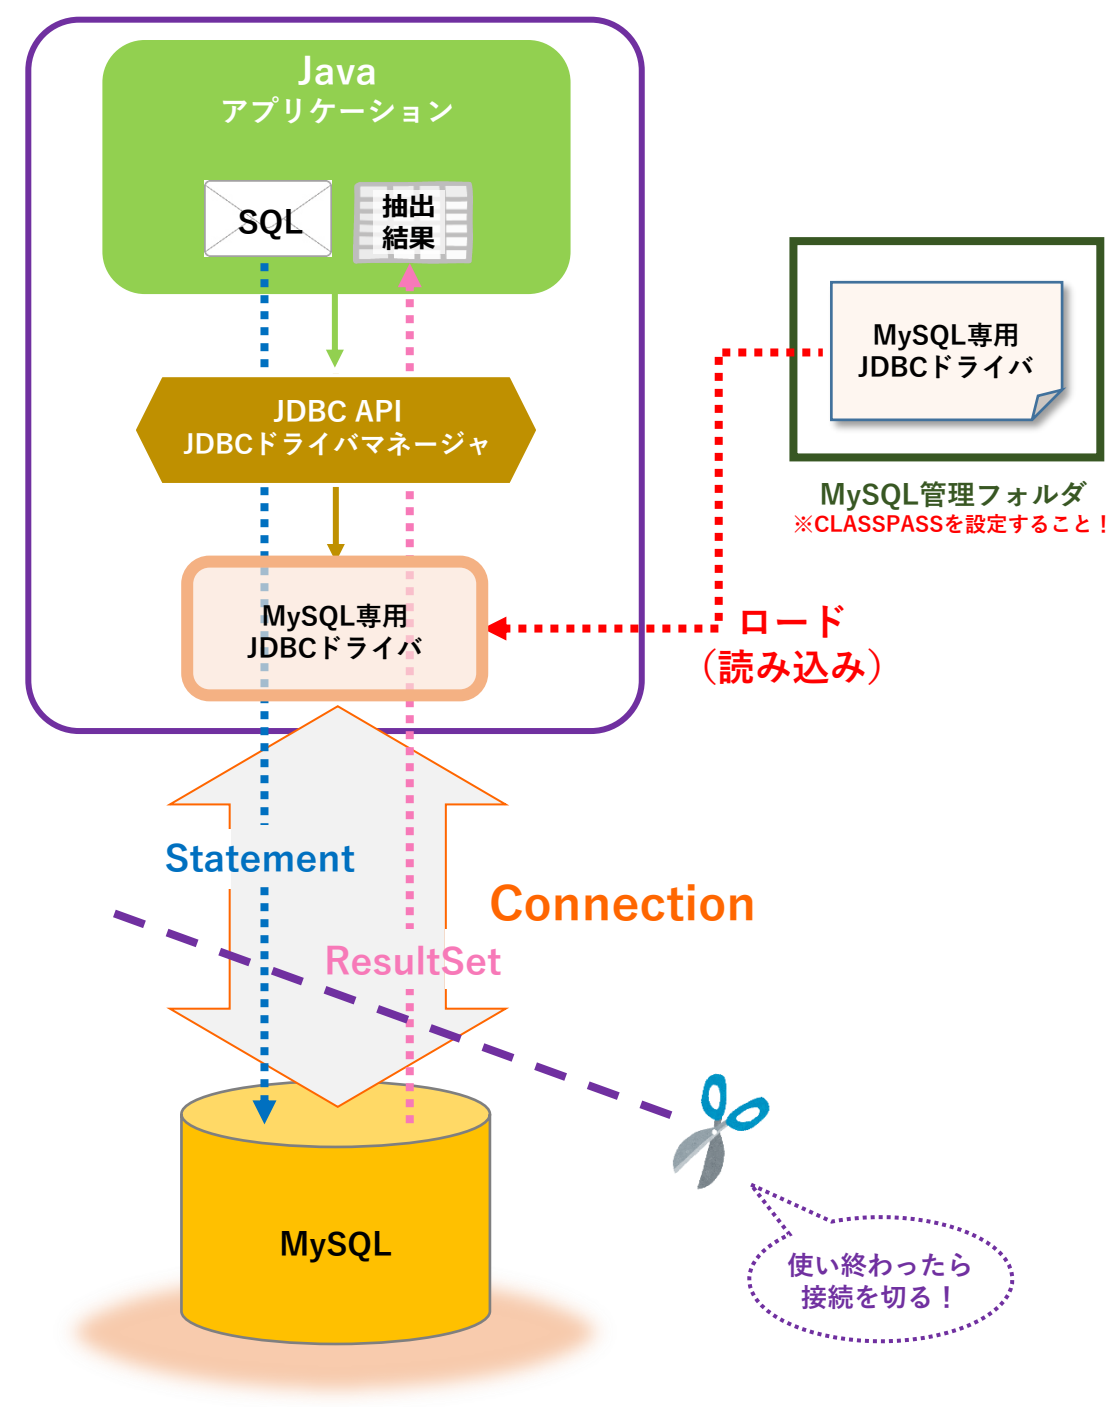 Java
アプリケーション
SQL
抽出
結果
MySQL専用
JDBCドライバ
JDBC API
JDBCドライバマネージャ
MySQL管理フォルダ
※CLASSPASSを設定すること！
MySQL専用
JDBCドライバ
ロード
（読み込み）
Statement
Connection
ResultSet
MySQL
使い終わったら
接続を切る！